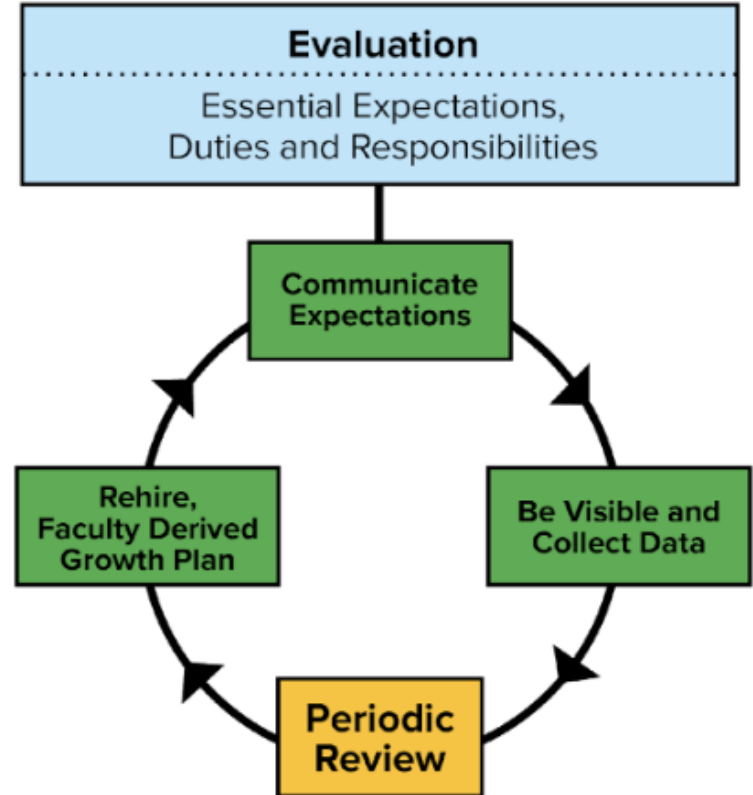 Evaluation
Essential Expectations,
Duties and Responsibilities
Communicate
Expectations
Rehire,
Faculty Derived
Growth Plan
Be Visible and
Collect Data
Periodic
Review